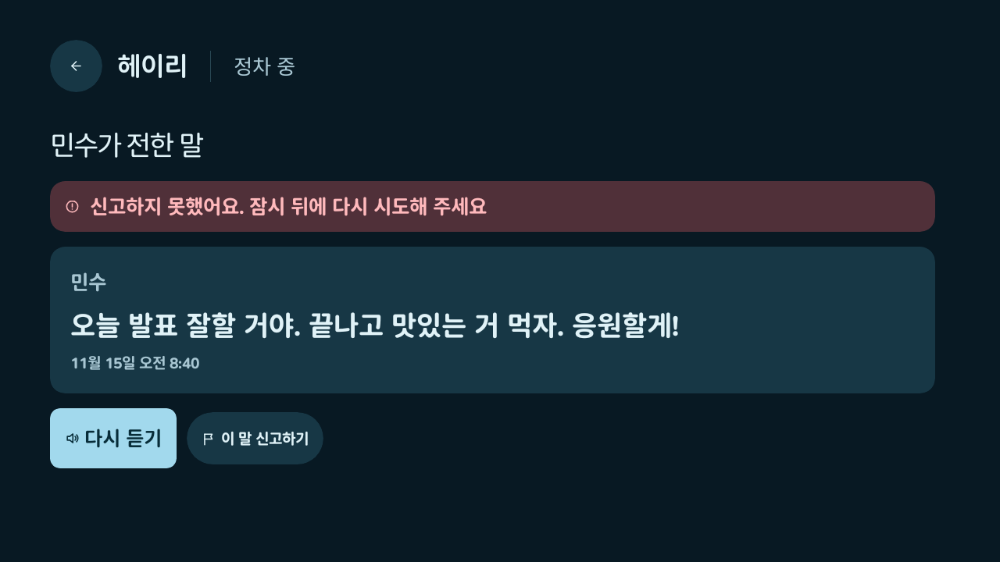 헤이리
정차 중
민수가 전한 말
신고하지 못했어요. 잠시 뒤에 다시 시도해 주세요
민수
오늘 발표 잘할 거야. 끝나고 맛있는 거 먹자. 응원할게!
11월 15일 오전 8:40
다시 듣기
이 말 신고하기